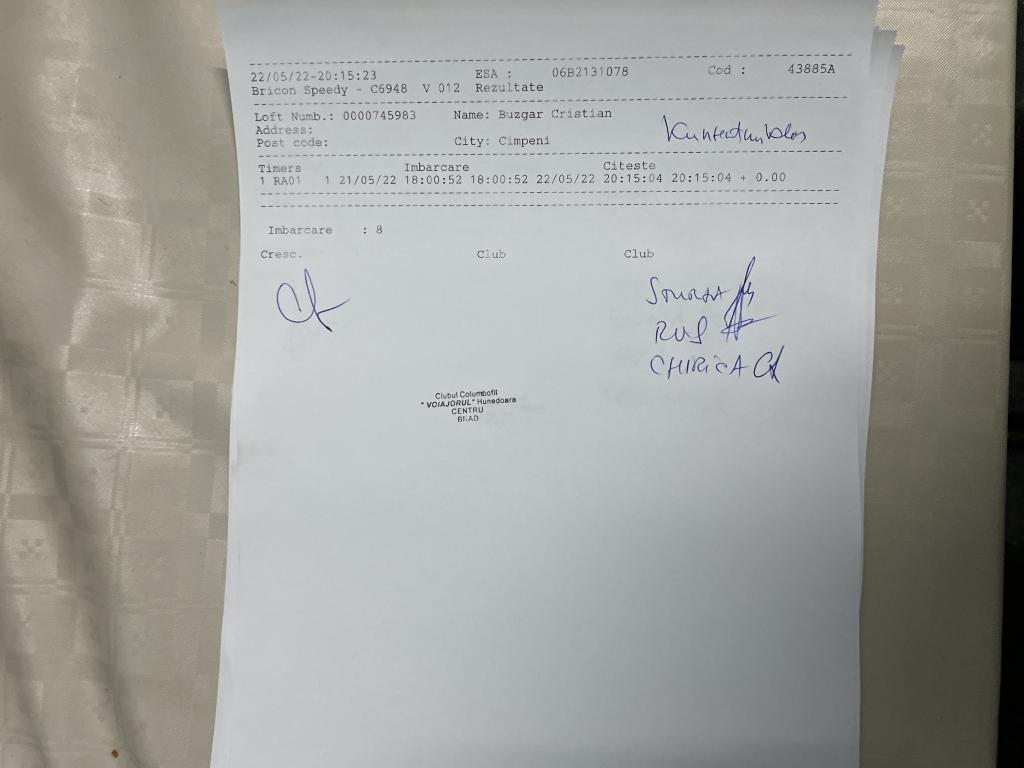 22/05/22-20:15:23 ESA : 06B2131078 Cod : 43885A
Bricon Speedy - C6948 V 012 Rezultate
Loft Numb.: 0000745983 Name: Buzgar Cristian
Address:
Post code: City: Cimpeni
Timers Imbarcare Citeste
1 RA01 1 21/05/22 18:00:52 18:00:52 22/05/22 20:15:04 20:15:04 + 0.00
Imbarcare : 8
Cresc. Club Club
RUS
CHIRICA
Clubul Columbofil
"VOIAJORUL" Hunedoara
CENTRU
BRAD